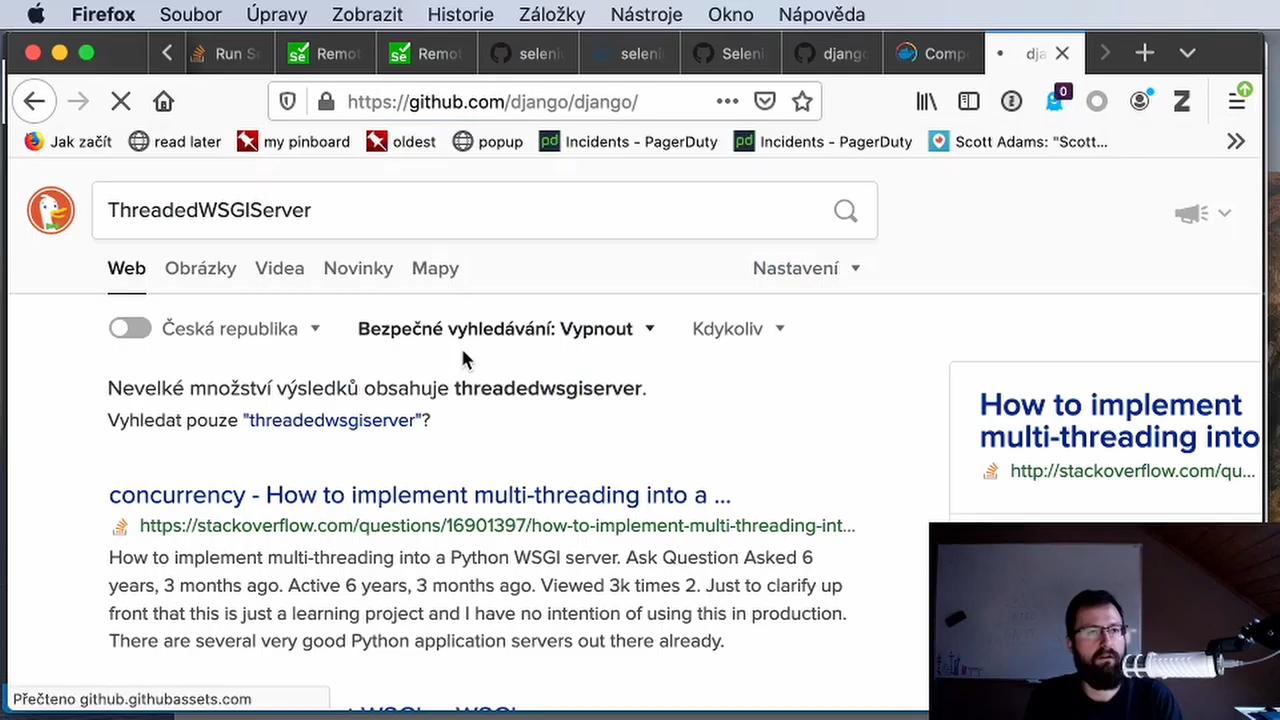 Firefox Soubor Úpravy Zobrazit Historie Záložky Nástroje Okno Nápověda
Run S Remot Remot seleni seleni Seleni django Comp dja
https://github.com/django/django/ 0 Z
Jak začít read later my pinboard oldest popup pd Incidents - PagerDuty pd Incidents - PagerDuty Scott Adams: "Scott...
ThreadedWSGIServer
Web Obrázky Videa Novinky Mapy Nastavení
Česká republika Bezpečné vyhledávání: Vypnout Kdykoliv
Nevelké množství výsledků obsahuje threadedwsgiserver.
Vyhledat pouze "threadedwsgiserver"?
How to implement
multi-threading into
http://stackoverflow.com/qu...
concurrency - How to implement multi-threading into a ...
https://stackoverflow.com/questions/16901397/how-to-implement-multi-threading-int...
How to implement multi-threading into a Python WSGI server. Ask Question Asked 6
years, 3 months ago. Active 6 years, 3 months ago. Viewed 3k times 2. Just to clarify up
front that this is just a learning project and I have no intention of using this in production.
There are several very good Python application servers out there already.
Přečteno github.githubassets.com